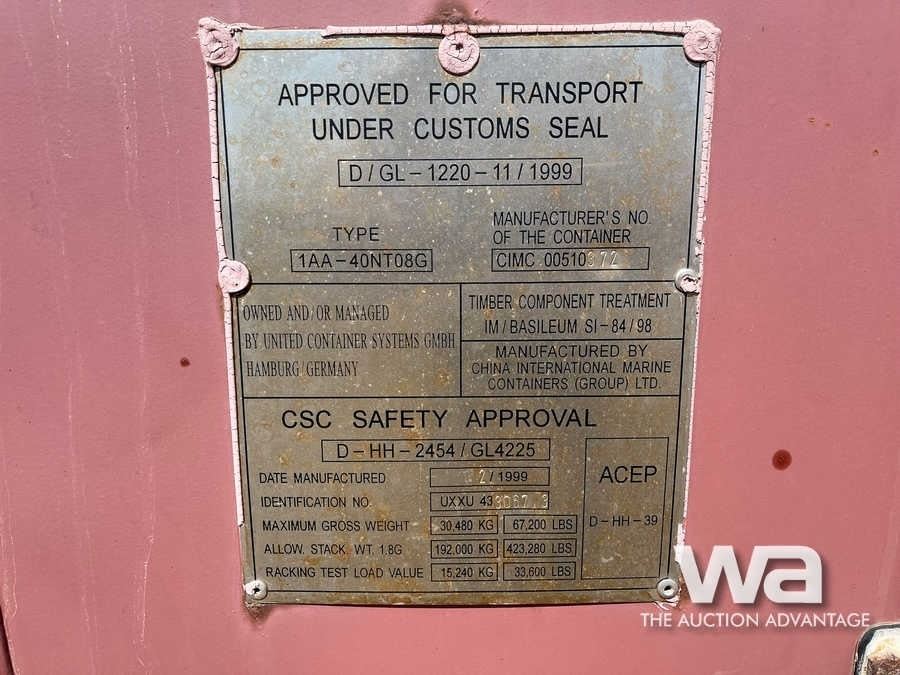 APPROVED FOR TRANSPORT
UNDER CUSTOMS SEAL
D/GL-1220-11/1999
TYPE
1AA-40NT08G
MANUFACTURER'S NO.
OF THE CONTAINER
CIMC 00510372
OWNED AND/OR MANAGED
BY UNITED CONTAINER SYSTEMS GMBH
HAMBURG/GERMANY
TIMBER COMPONENT TREATMENT
IM/BASILEUM SI-84/98
MANUFACTURED BY
CHINA INTERNATIONAL MARINE
CONTAINERS (GROUP) LTD.
CSC SAFETY APPROVAL
D-HH-2454/GL4225
DATE MANUFACTURED
/1999
IDENTIFICATION NO.
UXXU
MAXIMUM GROSS WEIGHT 30,480 KG 67,200 LBS
ALLOW. STACK. WT. 1.8G 192,000 KG 423,280 LBS
RACKING TEST LOAD VALUE 15,240 KG 33,600 LBS
ACEP
D-HH-39
wa
THE AUCTION ADVANTAGE